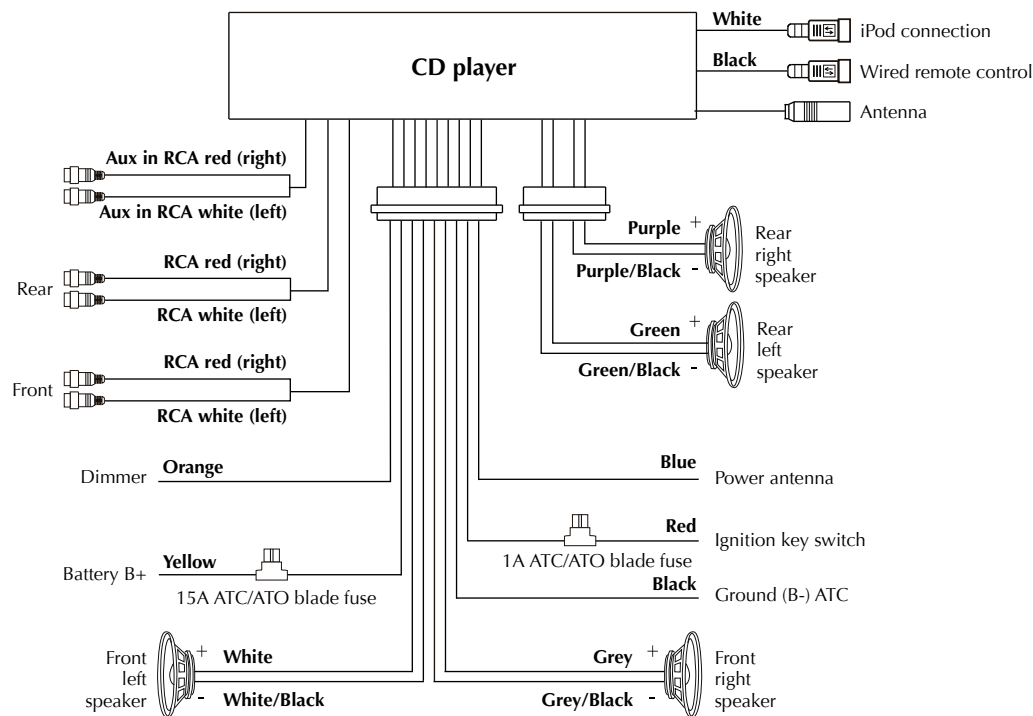 CD player
White
iPod connection
Black
Wired remote control
Antenna
Aux in RCA red (right)
Aux in RCA white (left)
Rear
RCA red (right)
RCA white (left)
Front
RCA red (right)
RCA white (left)
Purple +
Purple/Black -
Rear
right
speaker
Green +
Green/Black -
Rear
left
speaker
Dimmer
Orange
Blue
Power antenna
Red
Ignition key switch
1A ATC/ATO blade fuse
Battery B+
Yellow
15A ATC/ATO blade fuse
Black
Ground (B-) ATC
Front
left
speaker
+ White
- White/Black
Grey +
Grey/Black -
Front
right
speaker